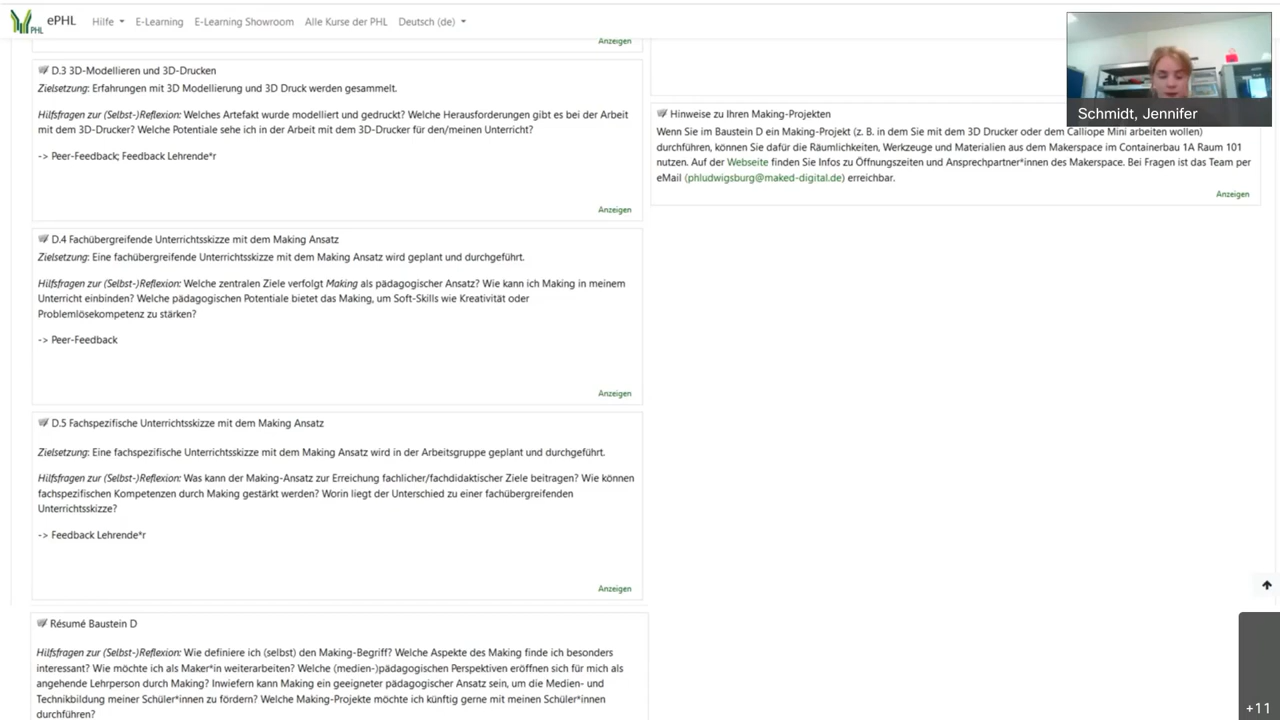 PHL
ePHL
Hilfe
E-Learning
E-Learning Showroom
Alle Kurse der PHL
Deutsch (de)
Anzeigen
D.3 3D-Modellieren und 3D-Drucken
Zielsetzung: Erfahrungen mit 3D Modellierung und 3D Druck werden gesammelt.
Hilfsfragen zur (Selbst-)Reflexion: Welches Artefakt wurde modelliert und gedruckt? Welche Herausforderungen gibt es bei der Arbeit
mit dem 3D-Drucker? Welche Potentiale sehe ich in der Arbeit mit dem 3D-Drucker für den/meinen Unterricht?
-> Peer-Feedback; Feedback Lehrende*r
Anzeigen
D.4 Fachübergreifende Unterrichtsskizze mit dem Making Ansatz
Zielsetzung: Eine fachübergreifende Unterrichtsskizze mit dem Making Ansatz wird geplant und durchgeführt.
Hilfsfragen zur (Selbst-)Reflexion: Welche zentralen Ziele verfolgt Making als pädagogischer Ansatz? Wie kann ich Making in meinem
Unterricht einbinden? Welche pädagogischen Potentiale bietet das Making, um Soft-Skills wie Kreativität oder
Problemlösekompetenz zu stärken?
-> Peer-Feedback
Anzeigen
D.5 Fachspezifische Unterrichtsskizze mit dem Making Ansatz
Zielsetzung: Eine fachspezifische Unterrichtsskizze mit dem Making Ansatz wird in der Arbeitsgruppe geplant und durchgeführt.
Hilfsfragen zur (Selbst-)Reflexion: Was kann der Making-Ansatz zur Erreichung fachlicher/fachdidaktischer Ziele beitragen? Wie können
fachspezifischen Kompetenzen durch Making gestärkt werden? Worin liegt der Unterschied zu einer fachübergreifenden
Unterrichtsskizze?
-> Feedback Lehrende*r
Anzeigen
Résumé Baustein D
Hilfsfragen zur (Selbst-)Reflexion: Wie definiere ich (selbst) den Making-Begriff? Welche Aspekte des Making finde ich besonders
interessant? Wie möchte ich als Maker*in weiterarbeiten? Welche (medien-)pädagogischen Perspektiven eröffnen sich für mich als
angehende Lehrperson durch Making? Inwiefern kann Making ein geeigneter pädagogischer Ansatz sein, um die Medien- und
Technikbildung meiner Schüler*innen zu fördern? Welche Making-Projekte möchte ich künftig gerne mit meinen Schüler*innen
durchführen?
Hinweise zu Ihren Making-Projekten
Wenn Sie im Baustein D ein Making-Projekt (z. B. in dem Sie mit dem 3D Drucker oder dem Calliope Mini arbeiten wollen)
durchführen, können Sie dafür die Räumlichkeiten, Werkzeuge und Materialien aus dem Makerspace im Containerbau 1A Raum 101
nutzen. Auf der Webseite finden Sie Infos zu Öffnungszeiten und Ansprechpartner*innen des Makerspace. Bei Fragen ist das Team per
eMail (phludwigsburg@maked-digital.de) erreichbar.
Anzeigen
Schmidt, Jennifer
+11